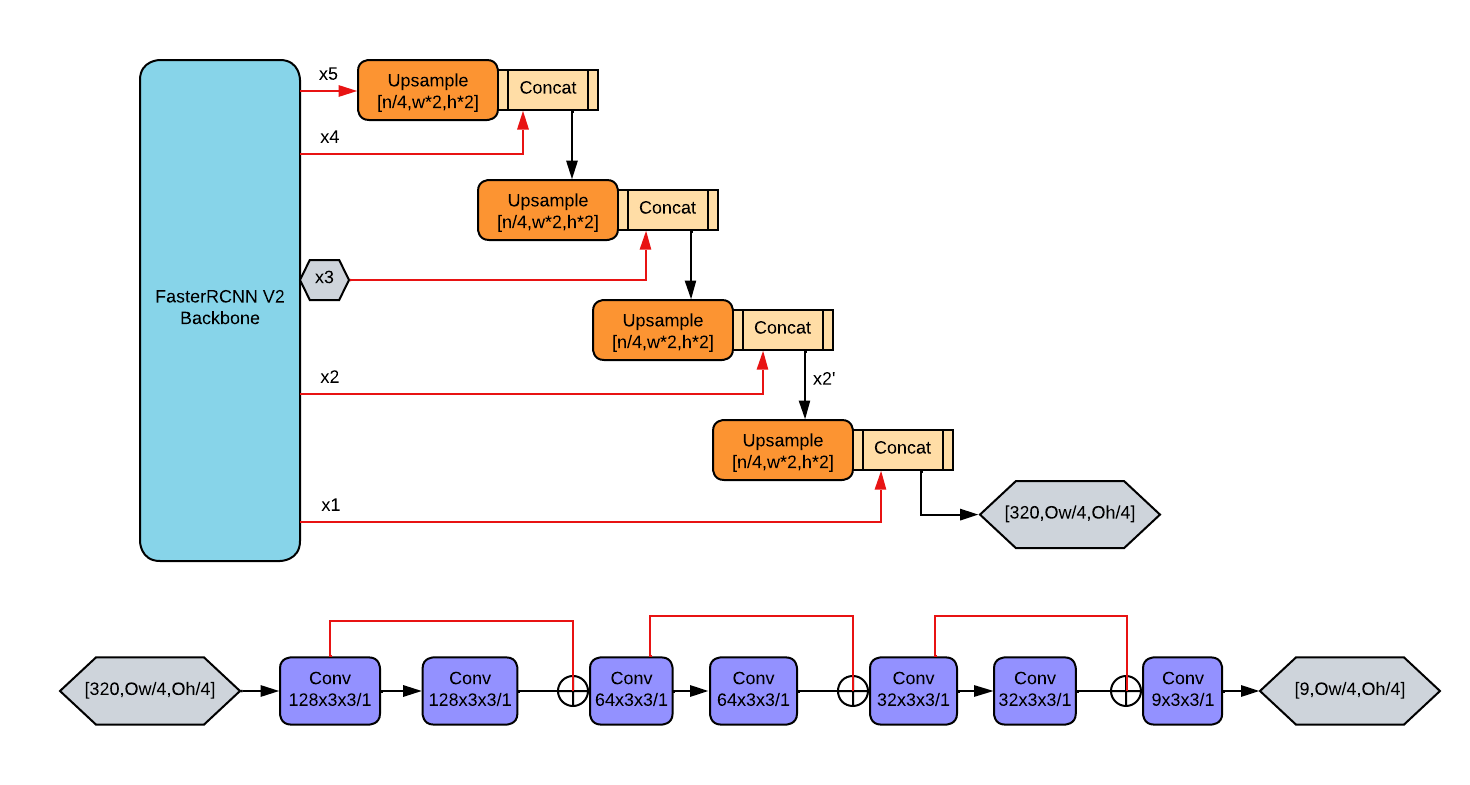 x5
Upsample
[n/4,w*2,h*2]
Concat
x4
Upsample
[n/4,w*2,h*2]
Concat
x3
FasterRCNN V2
Backbone
Upsample
[n/4,w*2,h*2]
Concat
x2
x2'
Upsample
[n/4,w*2,h*2]
Concat
x1
[320,Ow/4,Oh/4]
[320,Ow/4,Oh/4]
Conv
128x3x3/1
Conv
128x3x3/1
Conv
64x3x3/1
Conv
64x3x3/1
Conv
32x3x3/1
Conv
32x3x3/1
Conv
9x3x3/1
[9,Ow/4,Oh/4]